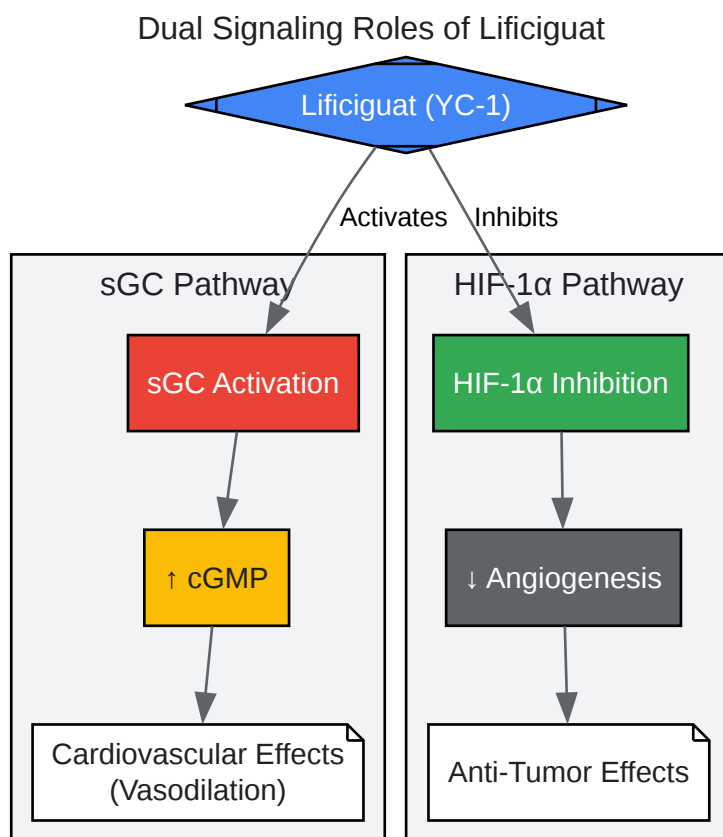 Dual Signaling Roles of Lificiguat
Lificiguat (YC-1)
Activates
Inhibits
sGC Pathway
sGC Activation
↑ cGMP
Cardiovascular Effects
(Vasodilation)
HIF-1α Pathway
HIF-1α Inhibition
↓ Angiogenesis
Anti-Tumor Effects